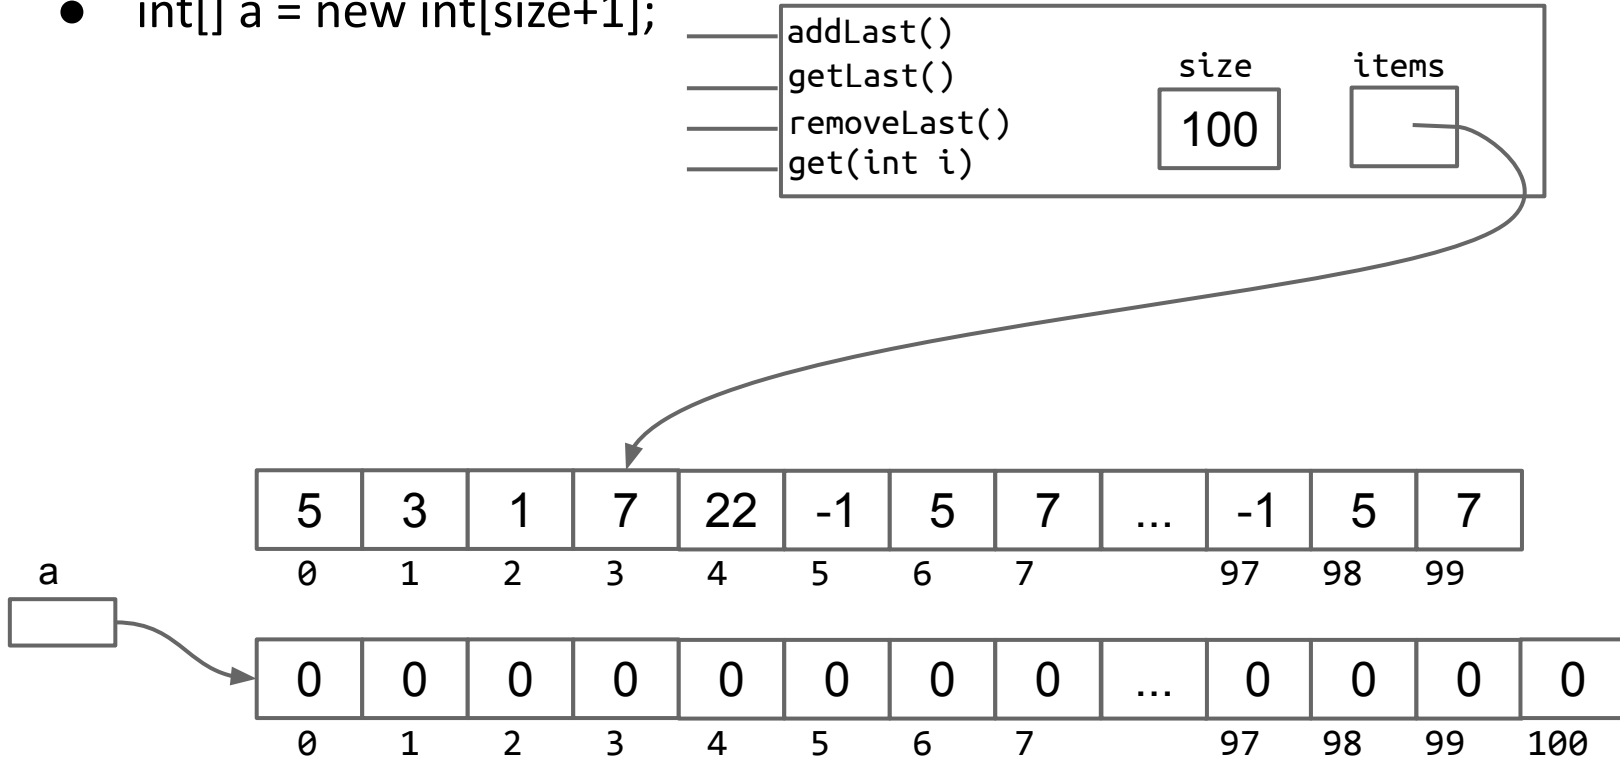 ● int[] a = new int[size+1];
addLast()
getLast()
removeLast()
get(int i)
size
items
100
5 3 1 7 22 -1 5 7 ... -1 5 7
0 1 2 3 4 5 6 7 97 98 99
a
0 0 0 0 0 0 0 0 ... 0 0 0 0
0 1 2 3 4 5 6 7 97 98 99 100